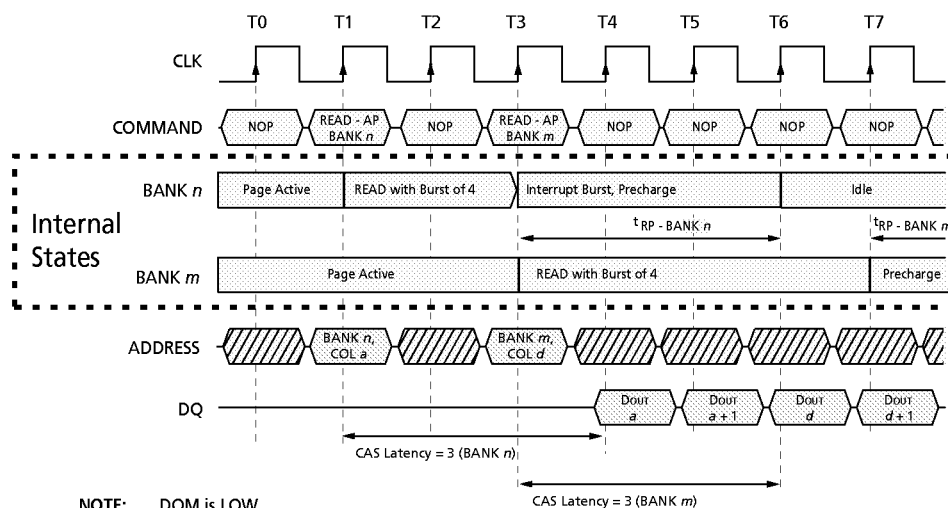 T0 T1 T2 T3 T4 T5 T6 T7
CLK
COMMAND NOP READ - AP NOP READ - AP NOP NOP NOP NOP
BANK n BANK m
BANK n Page Active READ with Burst of 4 Interrupt Burst, Precharge Idle
Internal States
tRP - BANK n tRP - BANK m
BANK m Page Active READ with Burst of 4 Precharge
ADDRESS BANK n, BANK m,
COL a COL d
DQ DOUT DOUT DOUT DOUT
a a + 1 d d + 1
CAS Latency = 3 (BANK n)
CAS Latency = 3 (BANK m)
NOTE: DQM is LOW